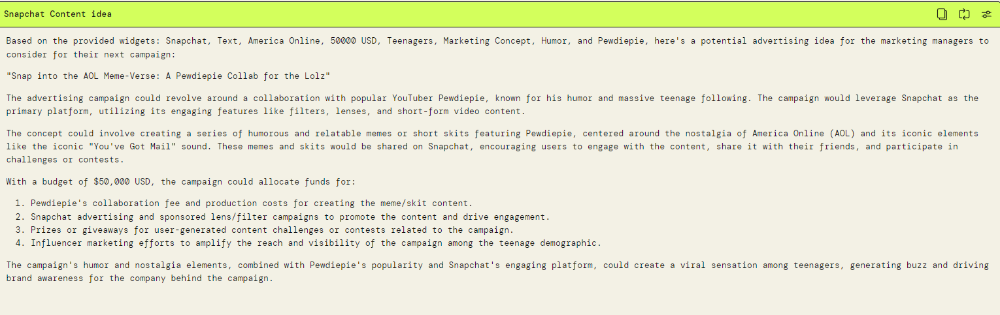 Snapchat Content idea
Based on the provided widgets: Snapchat, Text, America Online, 50000 USD, Teenagers, Marketing Concept, Humor, and Pewdiepie, here's a potential advertising idea for the marketing managers to
consider for their next campaign:
"Snap into the AOL Meme-Verse: A Pewdiepie Collab for the Lolz"
The advertising campaign could revolve around a collaboration with popular YouTuber Pewdiepie, known for his humor and massive teenage following. The campaign would leverage Snapchat as the
primary platform, utilizing its engaging features like filters, lenses, and short-form video content.
The concept could involve creating a series of humorous and relatable memes or short skits featuring Pewdiepie, centered around the nostalgia of America Online (AOL) and its iconic elements
like the iconic "You've Got Mail" sound. These memes and skits would be shared on Snapchat, encouraging users to engage with the content, share it with their friends, and participate in
challenges or contests.
With a budget of $50,000 USD, the campaign could allocate funds for:
1. Pewdiepie's collaboration fee and production costs for creating the meme/skit content.
2. Snapchat advertising and sponsored lens/filter campaigns to promote the content and drive engagement.
3. Prizes or giveaways for user-generated content challenges or contests related to the campaign.
4. Influencer marketing efforts to amplify the reach and visibility of the campaign among the teenage demographic.
The campaign's humor and nostalgia elements, combined with Pewdiepie's popularity and Snapchat's engaging platform, could create a viral sensation among teenagers, generating buzz and driving
brand awareness for the company behind the campaign.